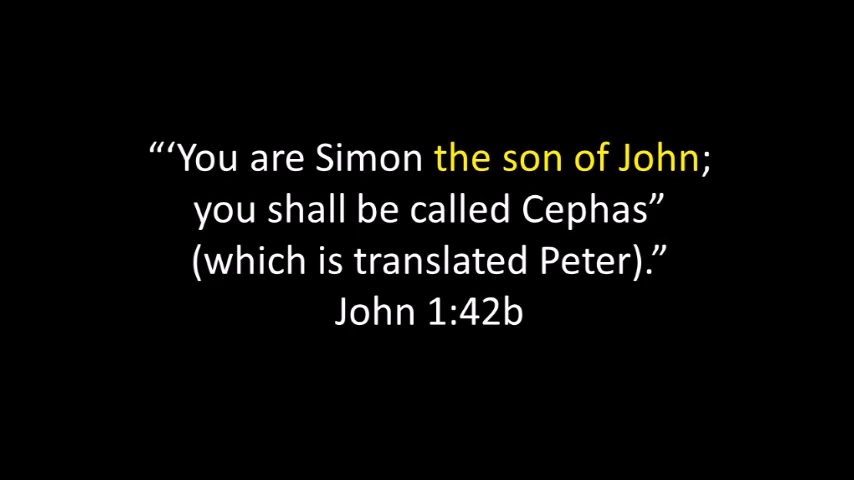 “‘You are Simon the son of John;
you shall be called Cephas”
(which is translated Peter).”
John 1:42b